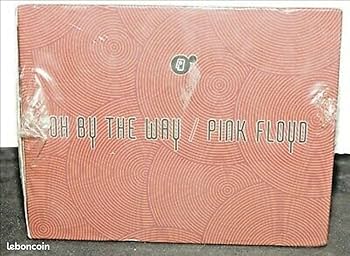 OH BY THE WAY / PINK FLOYD
leboncoin